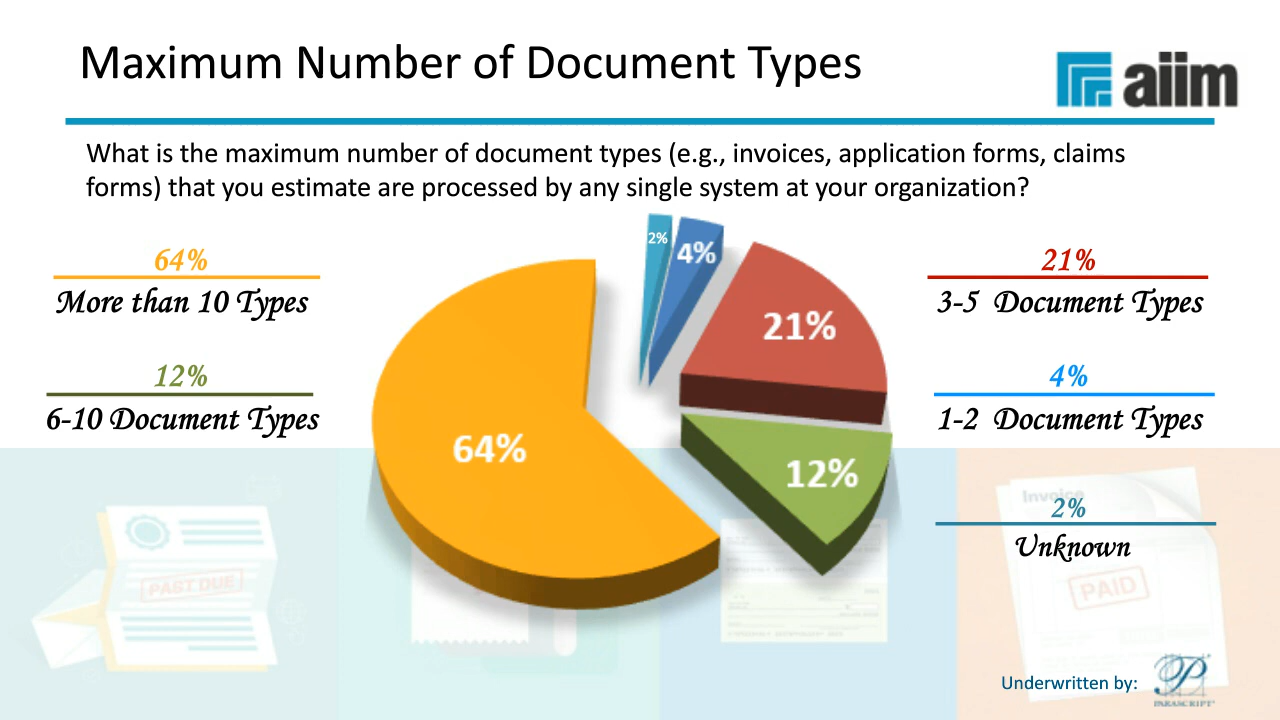 Maximum Number of Document Types
aiim
What is the maximum number of document types (e.g., invoices, application forms, claims
forms) that you estimate are processed by any single system at your organization?
64%
More than 10 Types
12%
6-10 Document Types
2%
4%
21%
12%
64%
21%
3-5 Document Types
4%
1-2 Document Types
2%
Unknown
PAST DUE
Invoice
PAID
Underwritten by:
PARASCRIPT